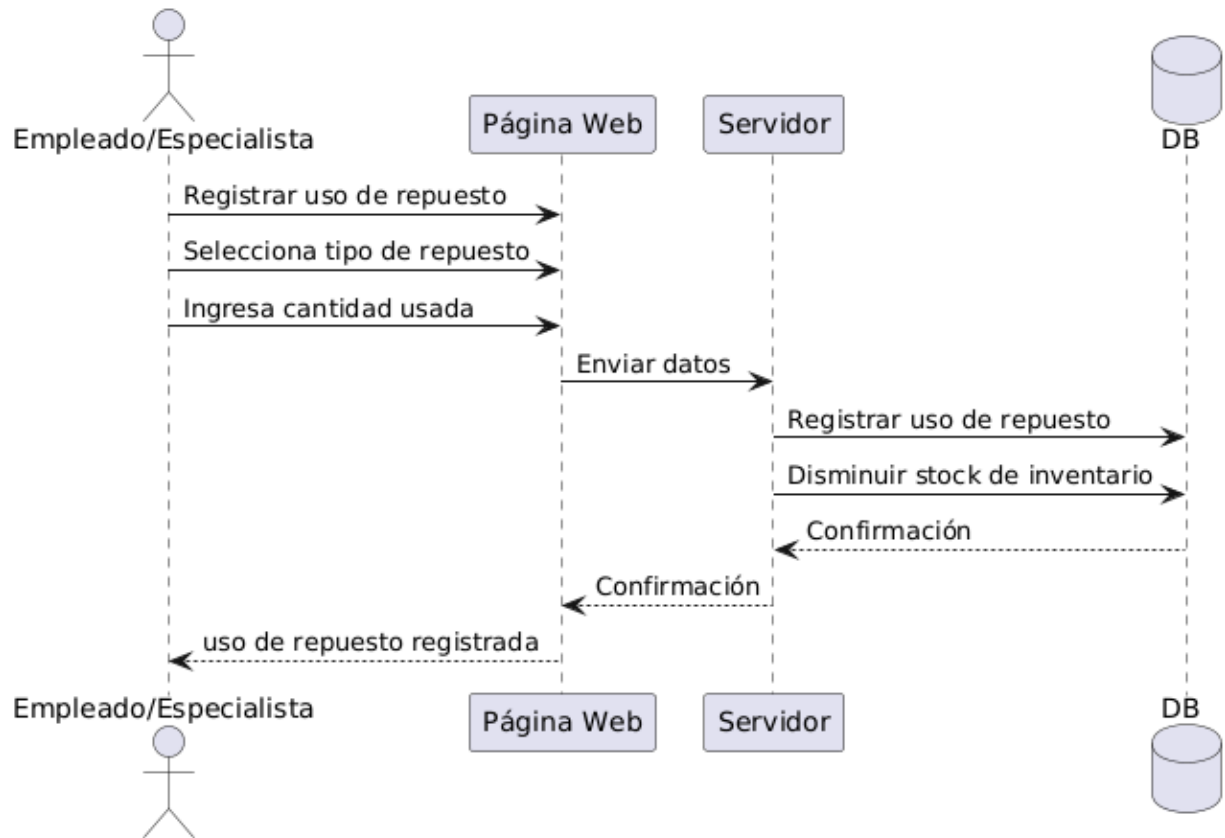 Empleado/Especialista
Página Web
Servidor
DB
Registrar uso de repuesto
Selecciona tipo de repuesto
Ingresa cantidad usada
Enviar datos
Registrar uso de repuesto
Disminuir stock de inventario
Confirmación
Confirmación
uso de repuesto registrada
Empleado/Especialista
Página Web
Servidor
DB